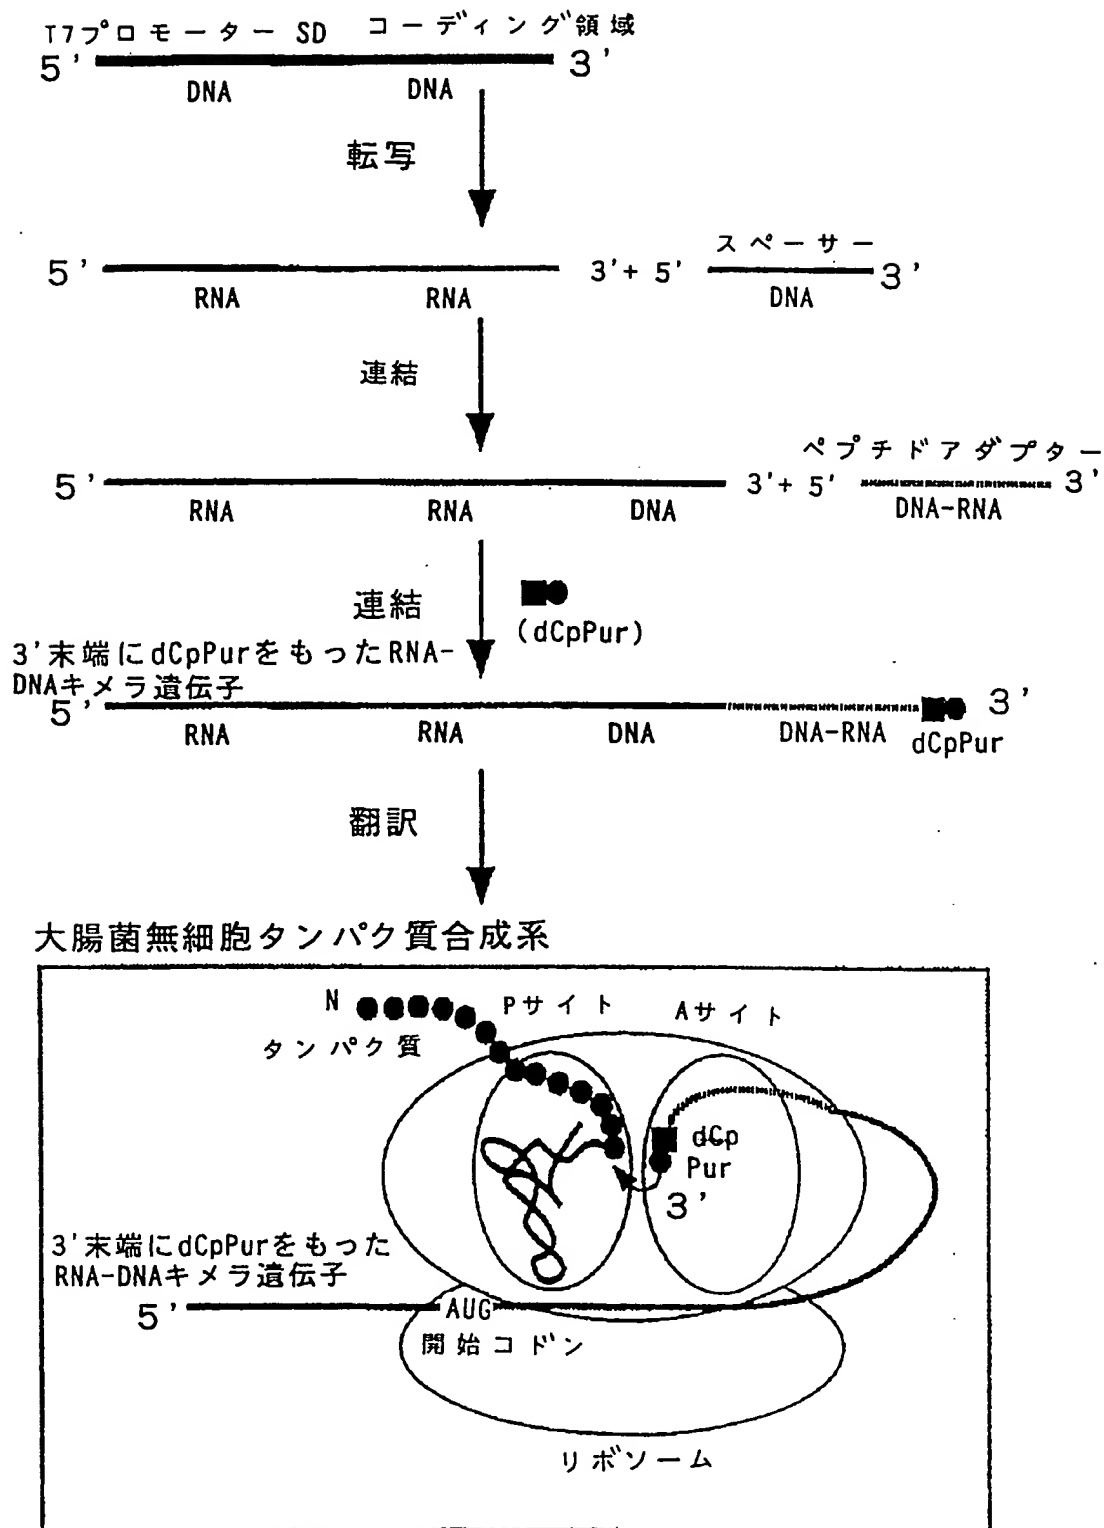 T7プロモーター SD コーディング領域
5' 3'
DNA DNA
転写
スペーサー
5' 3'+ 5' 3'
RNA RNA DNA
連結
ペプチドアダプター
5' 3'+ 5' 3'
RNA RNA DNA DNA-RNA
連結
(dCpPur)
3'末端にdCpPurをもったRNA-
DNAキメラ遺伝子
5' 3'
RNA RNA DNA DNA-RNA dCpPur
翻訳
大腸菌無細胞タンパク質合成系
N Pサイト Aサイト
タンパク質
dCp
Pur
3'
3'末端にdCpPurをもった
RNA-DNAキメラ遺伝子
5' AUG
開始コドン
リボソーム